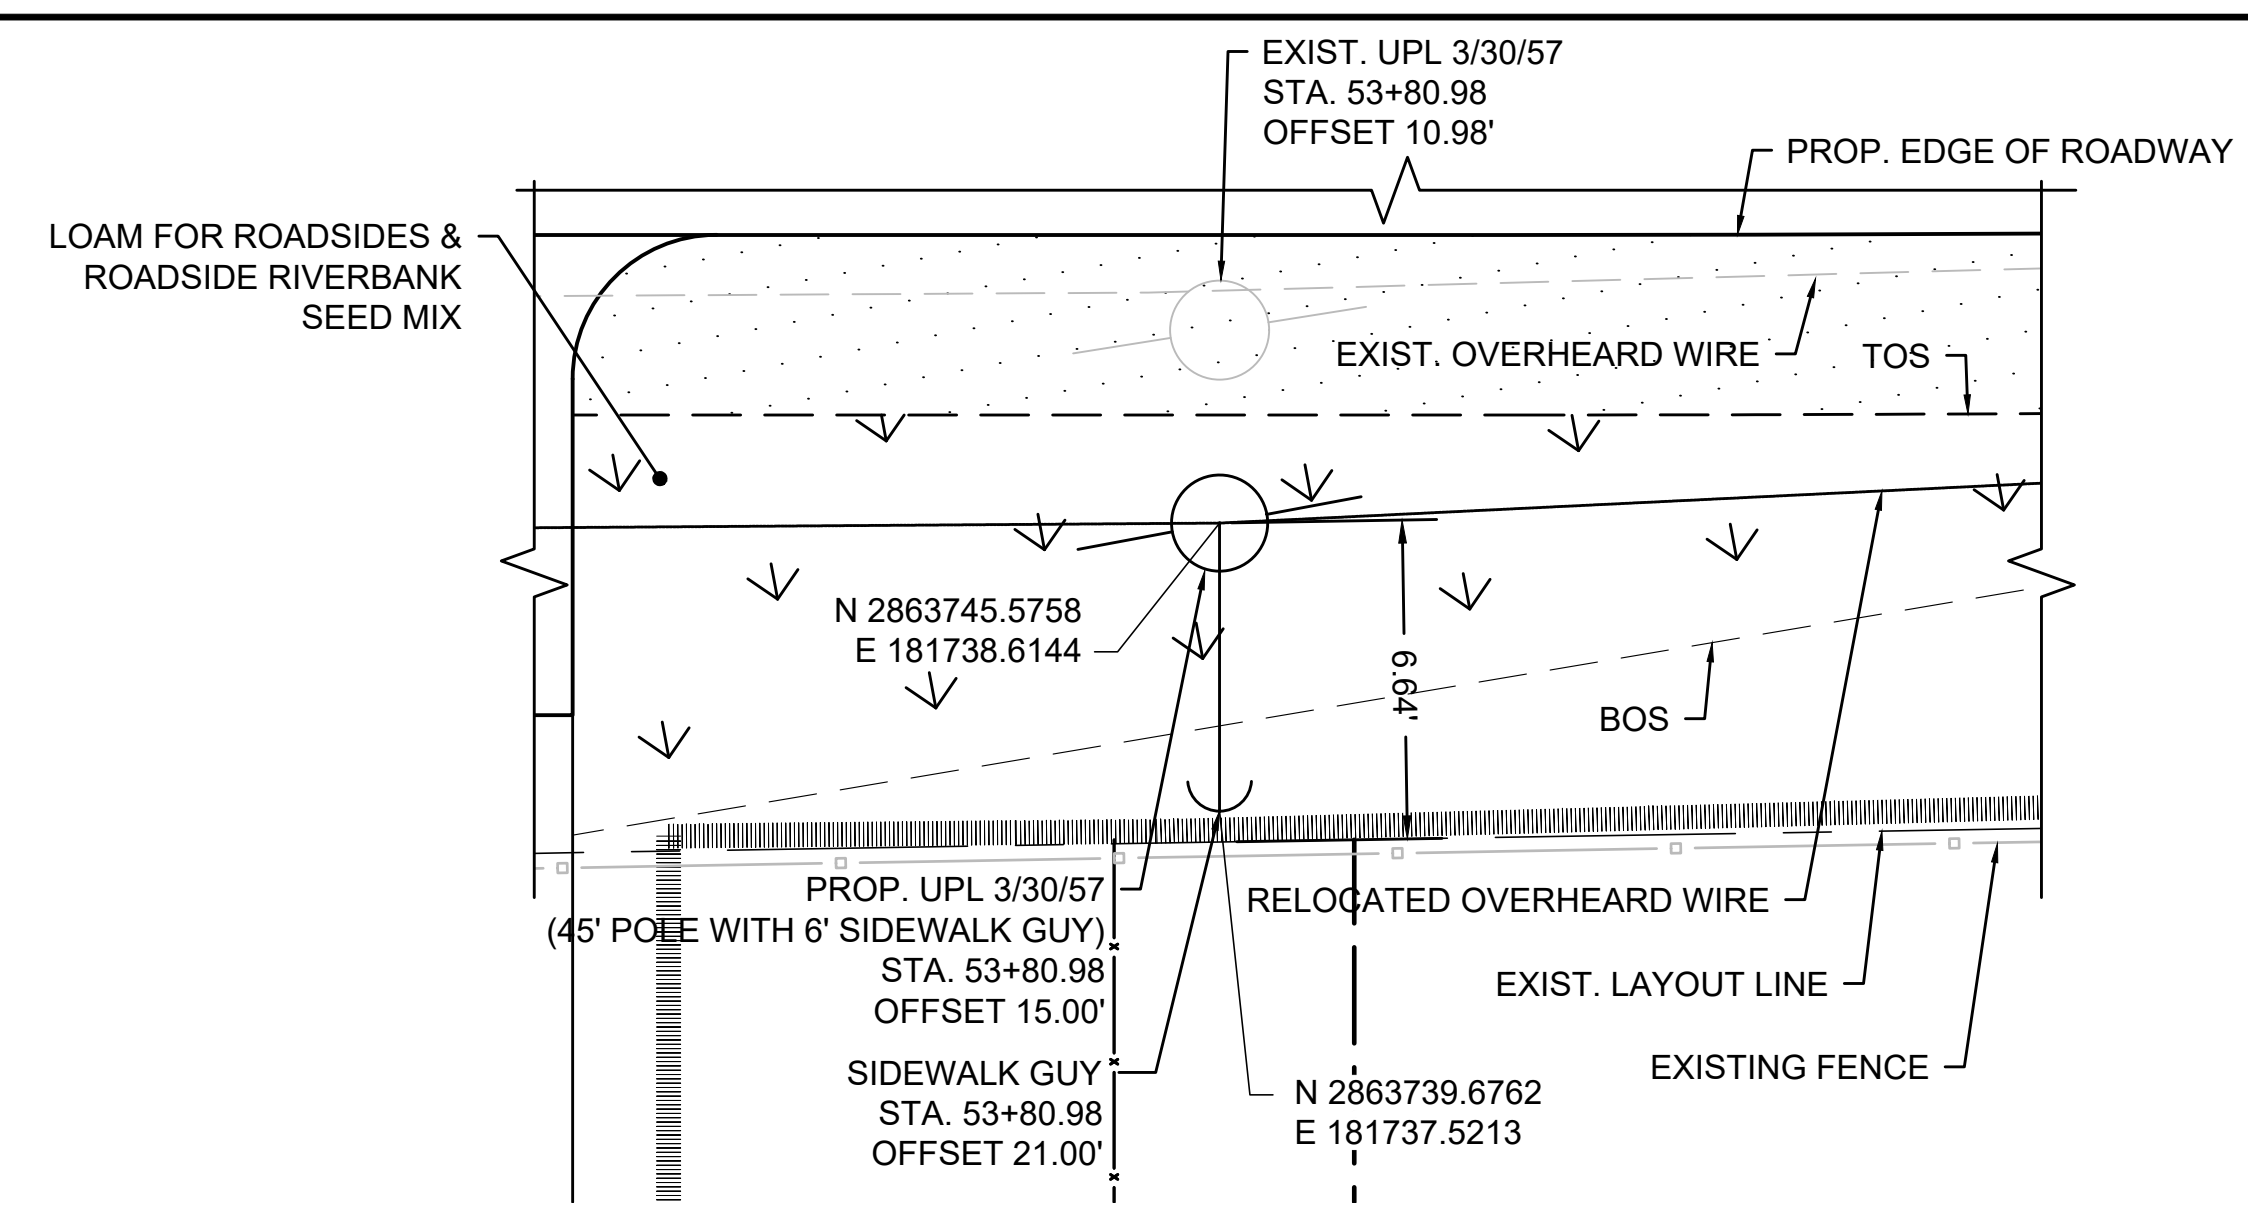 EXIST. UPL 3/30/57
STA. 53+80.98
OFFSET 10.98'
PROP. EDGE OF ROADWAY
LOAM FOR ROADSIDES &
ROADSIDE RIVERBANK
SEED MIX
EXIST. OVERHEARD WIRE
TOS
N 2863745.5758
E 181738.6144
6.64'
BOS
PROP. UPL 3/30/57
(45' POLE WITH 6' SIDEWALK GUY)
STA. 53+80.98
OFFSET 15.00'
RELOCATED OVERHEARD WIRE
EXIST. LAYOUT LINE
EXISTING FENCE
SIDEWALK GUY
STA. 53+80.98
OFFSET 21.00'
N 2863739.6762
E 181737.5213